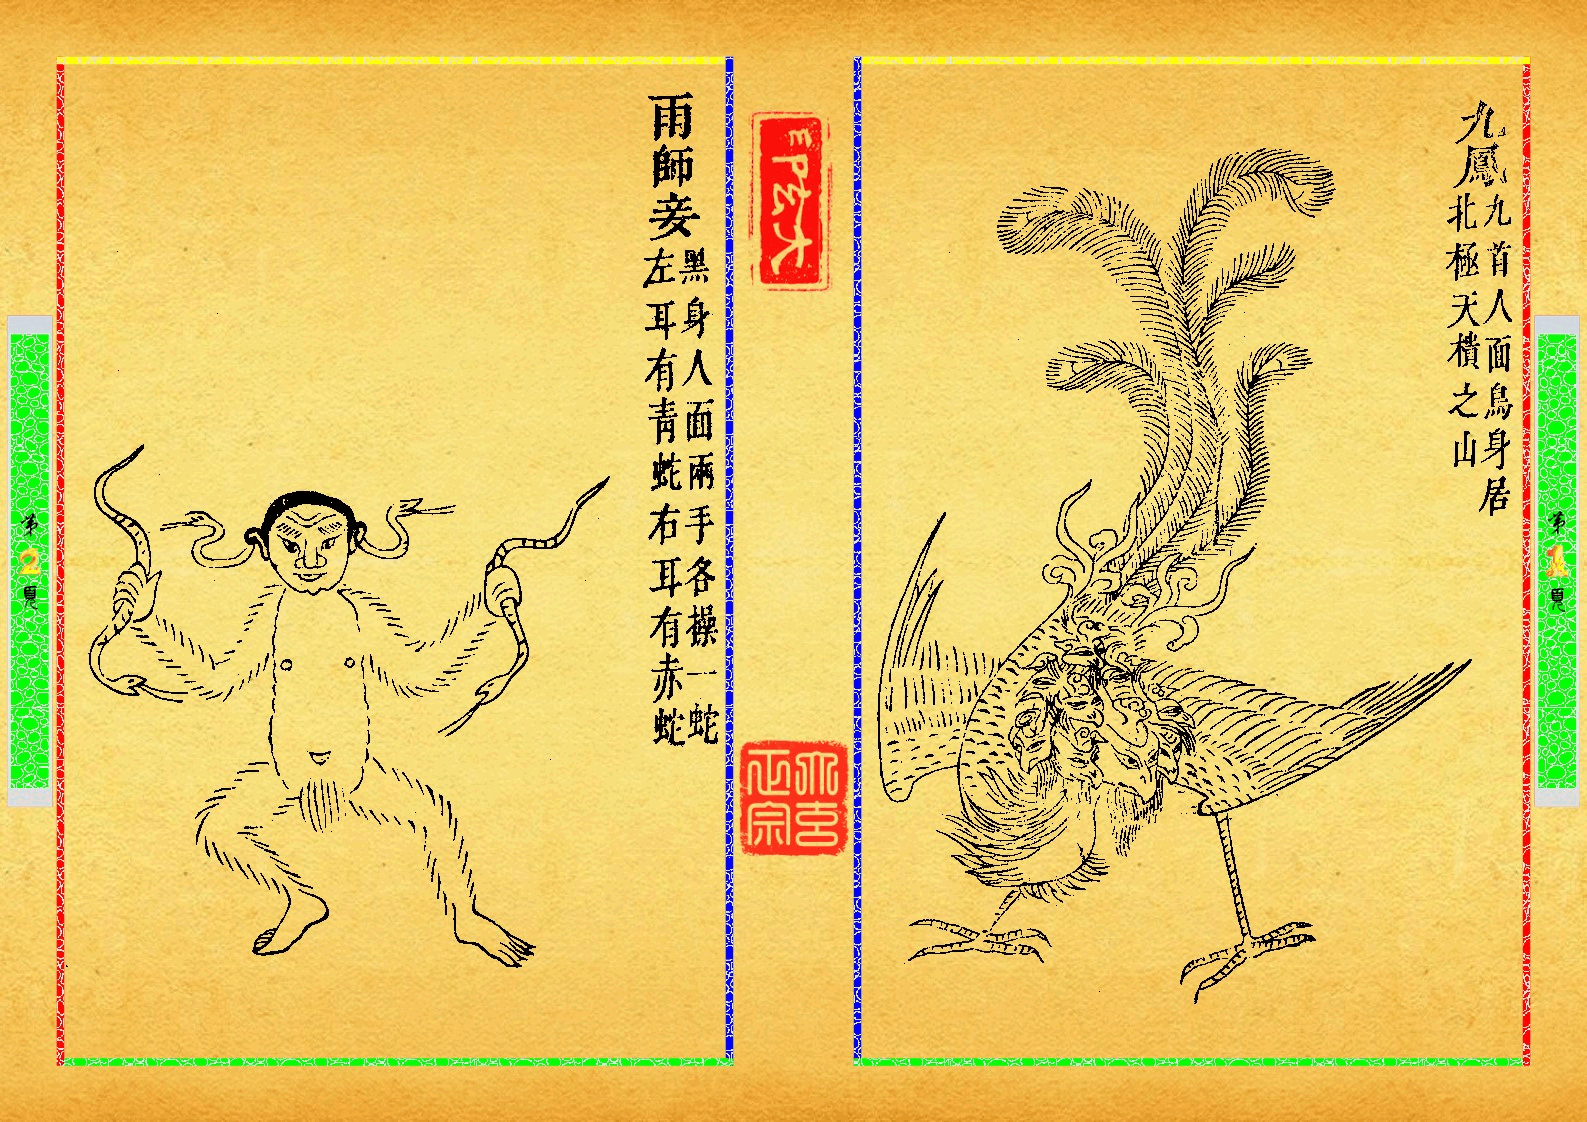 九鳳
九首人面鳥身居
北極天樻之山
第1頁
雨師妾
黑身人面兩手各操一蛇
左耳有青蛇右耳有赤蛇
第2頁